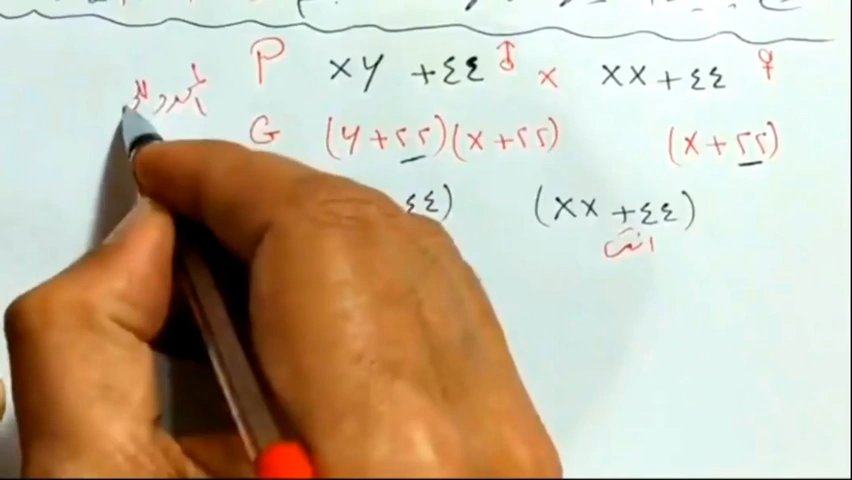 P xy + ٤٤ ♂ x xx + ٤٤ ♀
G (y + ٢٢) (x + ٢٢) (x + ٢٢)
٤٤) (xx + ٤٤)
انثى